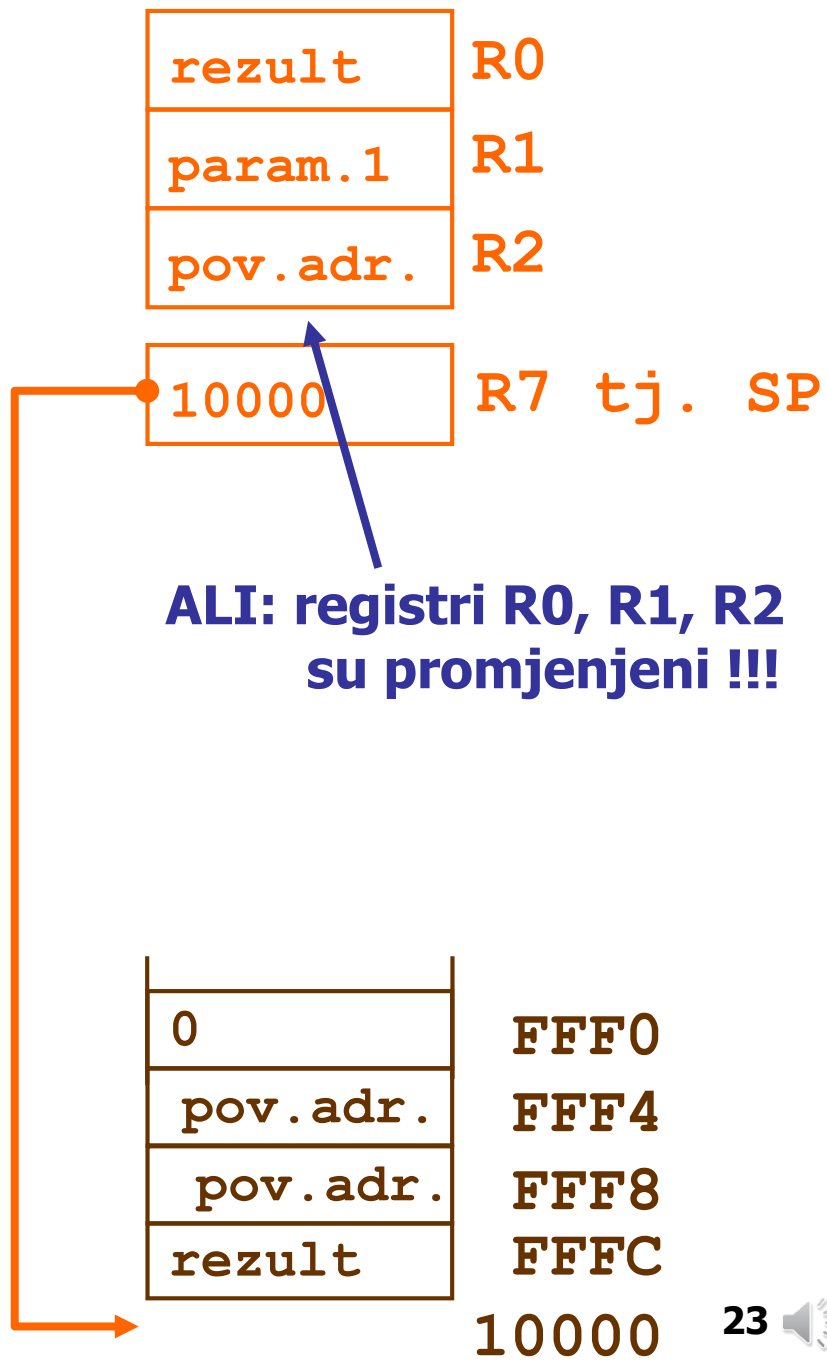 rezult R0
param.1 R1
pov.adr. R2
10000 R7 tj. SP
ALI: registri R0, R1, R2
su promjenjeni !!!
0 FFF0
pov.adr. FFF4
pov.adr. FFF8
rezult FFFC
10000 23